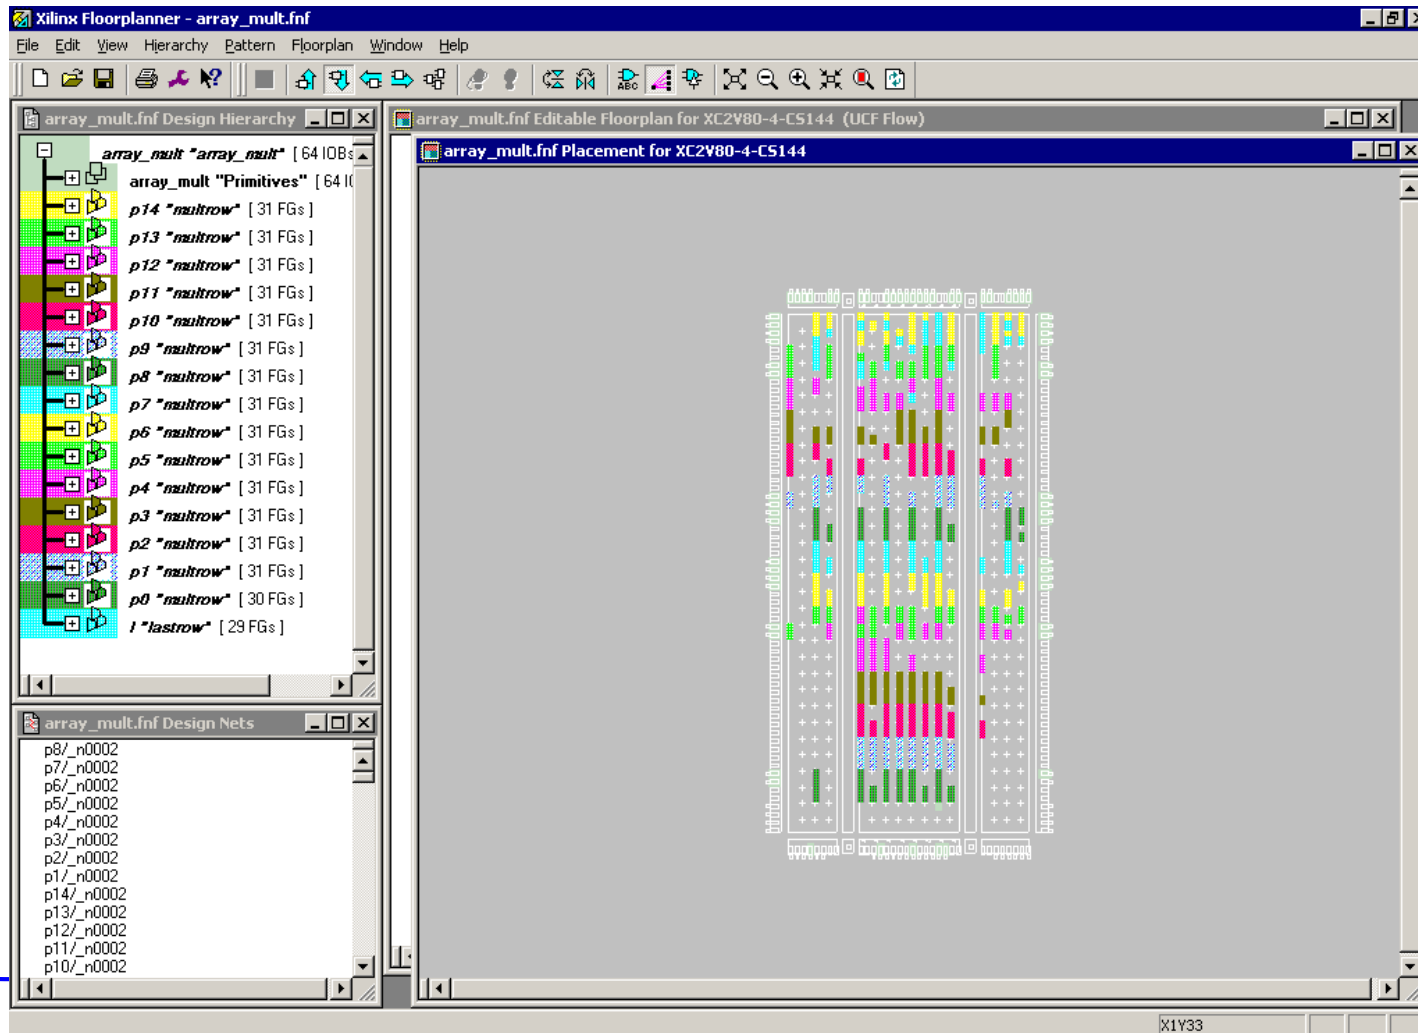 Xilinx Floorplanner - array_mult.fnf
File Edit View Hierarchy Pattern Floorplan Window Help
ABC
array_mult.fnf Design Hierarchy
array_mult "array_mult" [ 64 IOBs
array_mult "Primitives" [ 64 I
p14 "multrow" [ 31 FGs ]
p13 "multrow" [ 31 FGs ]
p12 "multrow" [ 31 FGs ]
p11 "multrow" [ 31 FGs ]
p10 "multrow" [ 31 FGs ]
p9 "multrow" [ 31 FGs ]
p8 "multrow" [ 31 FGs ]
p7 "multrow" [ 31 FGs ]
p6 "multrow" [ 31 FGs ]
p5 "multrow" [ 31 FGs ]
p4 "multrow" [ 31 FGs ]
p3 "multrow" [ 31 FGs ]
p2 "multrow" [ 31 FGs ]
p1 "multrow" [ 31 FGs ]
p0 "multrow" [ 30 FGs ]
l "lastrow" [ 29 FGs ]
array_mult.fnf Design Nets
p8/_n0002
p7/_n0002
p6/_n0002
p5/_n0002
p4/_n0002
p3/_n0002
p2/_n0002
p1/_n0002
p14/_n0002
p13/_n0002
p12/_n0002
p11/_n0002
p10/_n0002
array_mult.fnf Editable Floorplan for XC2V80-4-CS144 (UCF Flow)
array_mult.fnf Placement for XC2V80-4-CS144
X1Y33